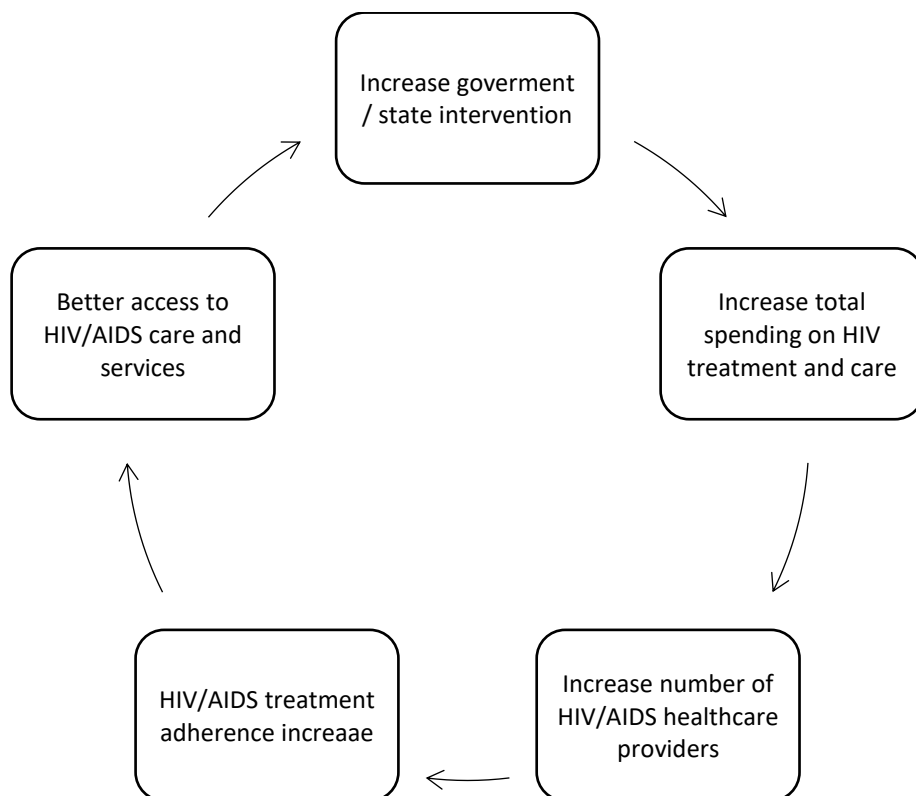 Increase goverment
/ state intervention
Increase total
spending on HIV
treatment and care
Increase number of
HIV/AIDS healthcare
providers
HIV/AIDS treatment
adherence increaae
Better access to
HIV/AIDS care and
services